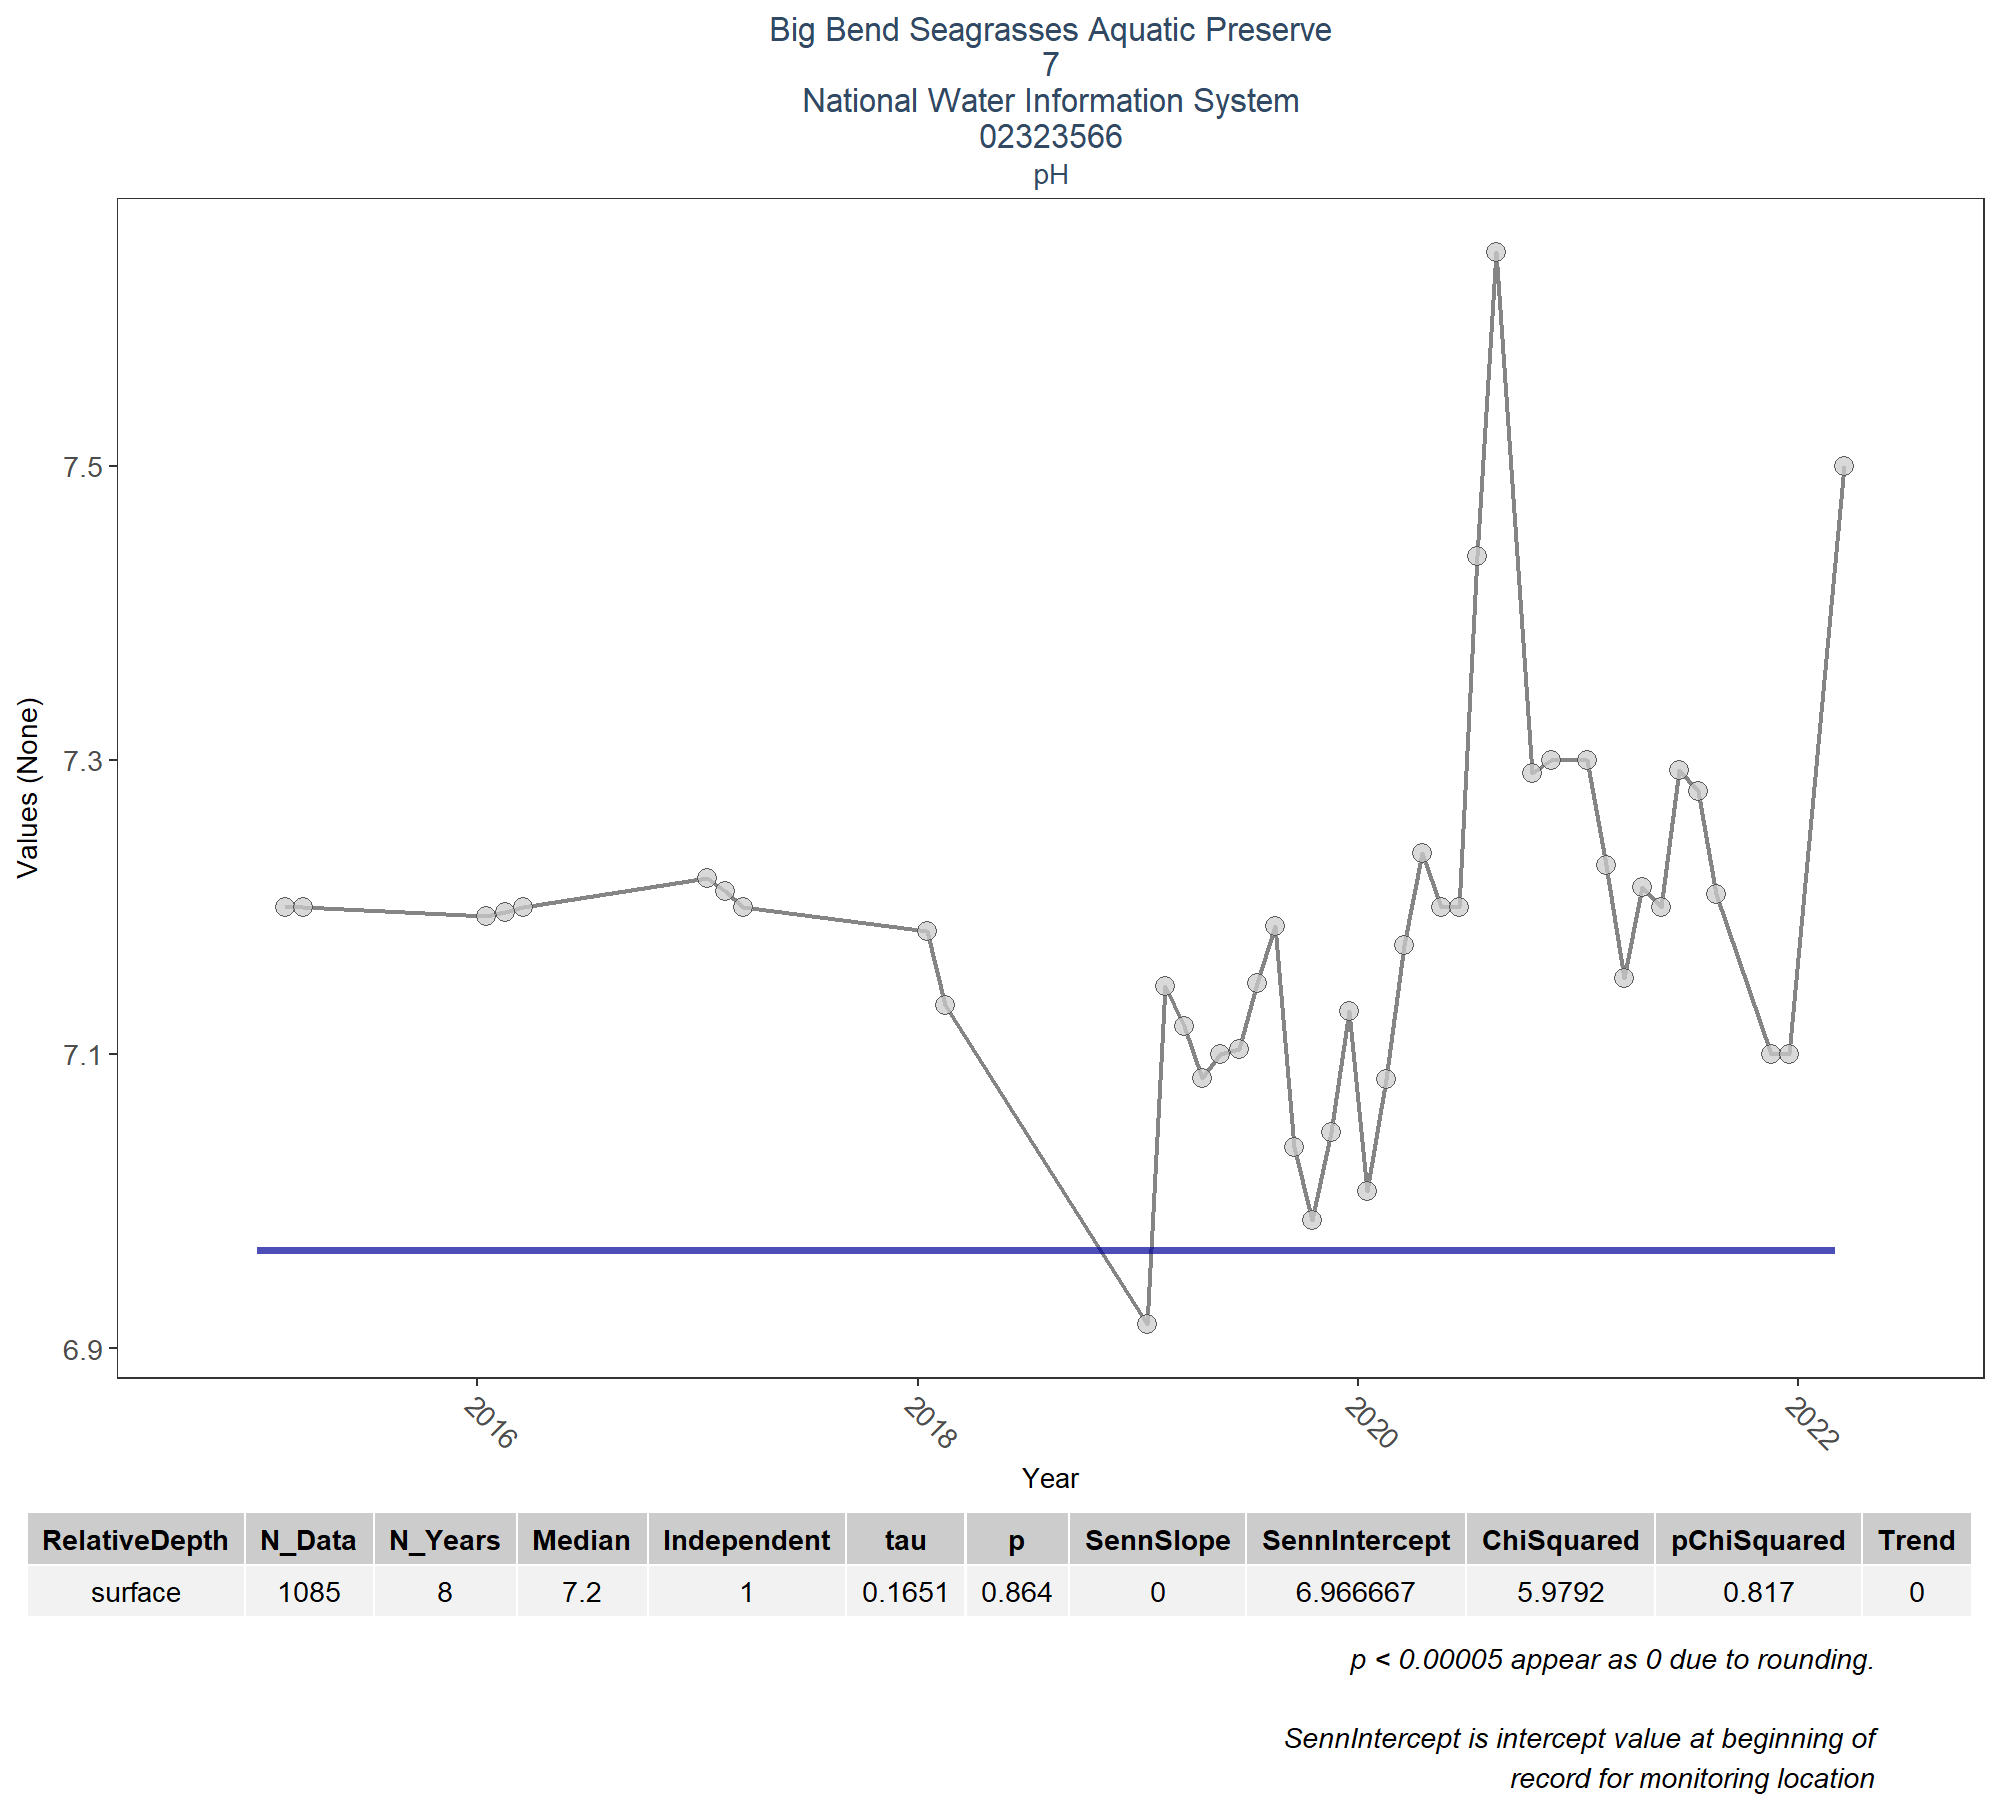 Big Bend Seagrasses Aquatic Preserve
7
National Water Information System
02323566
pH
Values (None)
7.5
7.3
7.1
6.9
2016 2018 2020 2022
Year
RelativeDepth N_Data N_Years Median Independent tau p SennSlope SennIntercept ChiSquared pChiSquared Trend
surface 1085 8 7.2 1 0.1651 0.864 0 6.966667 5.9792 0.817 0
p < 0.00005 appear as 0 due to rounding.
SennIntercept is intercept value at beginning of
record for monitoring location